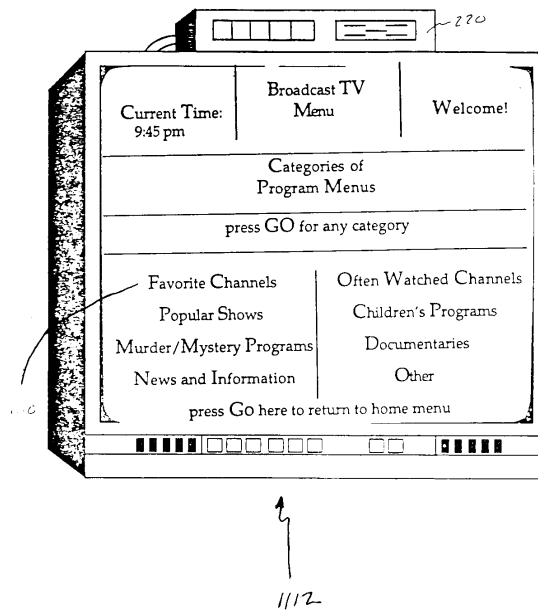 220
Current Time:
9:45 pm
Broadcast TV
Menu
Welcome!
Categories of
Program Menus
press GO for any category
Favorite Channels
Popular Shows
Murder/Mystery Programs
News and Information
Often Watched Channels
Children's Programs
Documentaries
Other
press Go here to return to home menu
1112